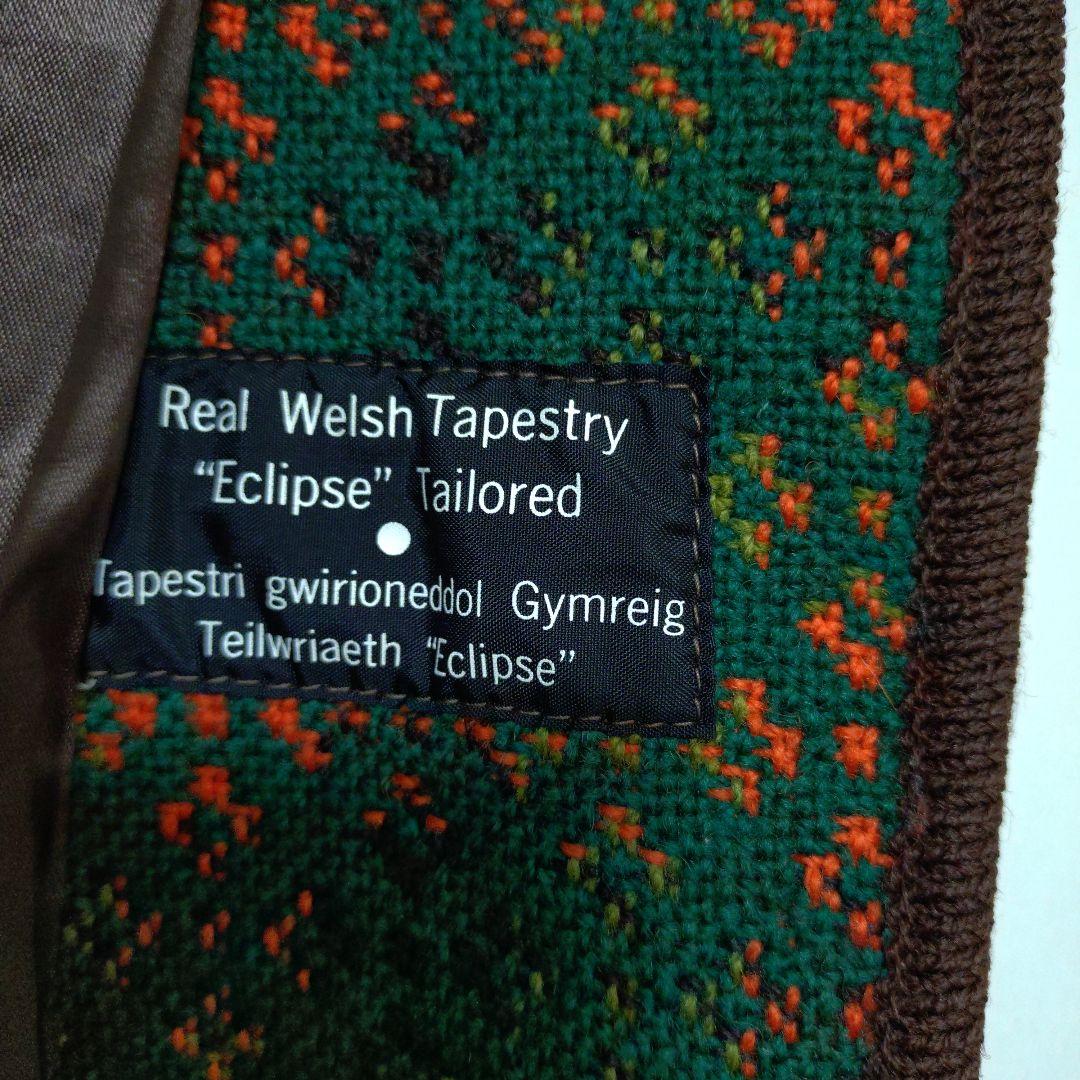 Real Welsh Tapestry
“Eclipse” Tailored
Tapestri gwirioneddol Gymreig
Teilwriaeth “Eclipse”